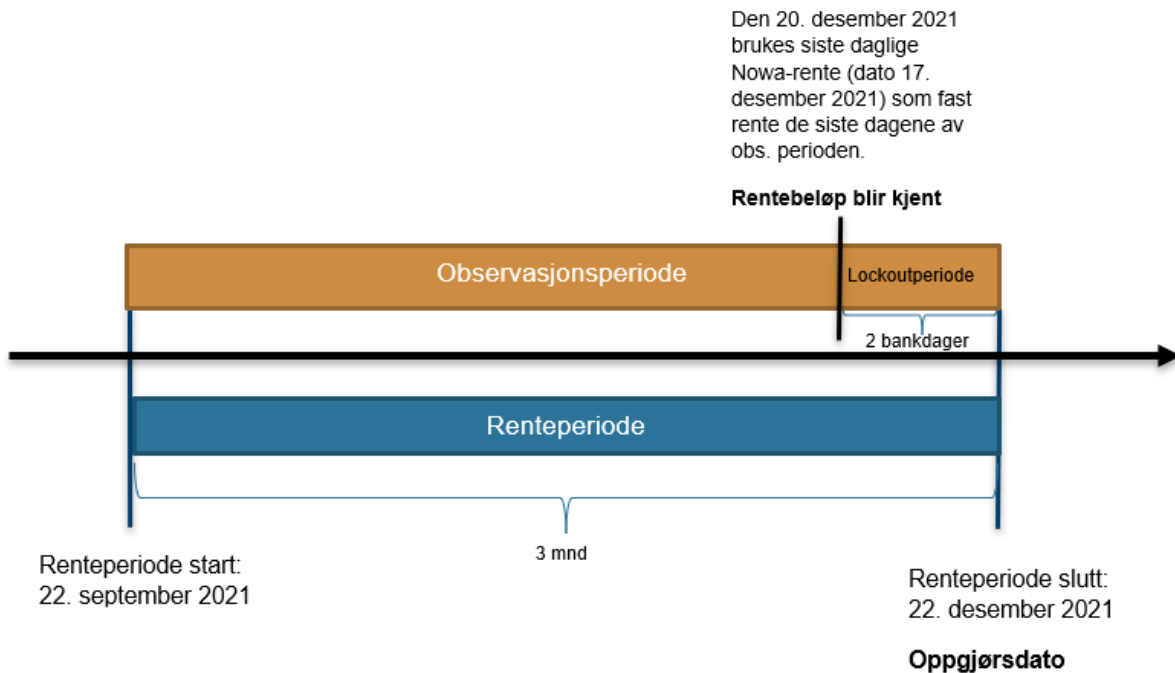 Den 20. desember 2021
brukes siste daglige
Nowa-rente (dato 17.
desember 2021) som fast
rente de siste dagene av
obs. perioden.
Rentebeløp blir kjent
Observasjonsperiode
Lockoutperiode
2 bankdager
Renteperiode
3 mnd
Renteperiode start:
22. september 2021
Renteperiode slutt:
22. desember 2021
Oppgjørsdato